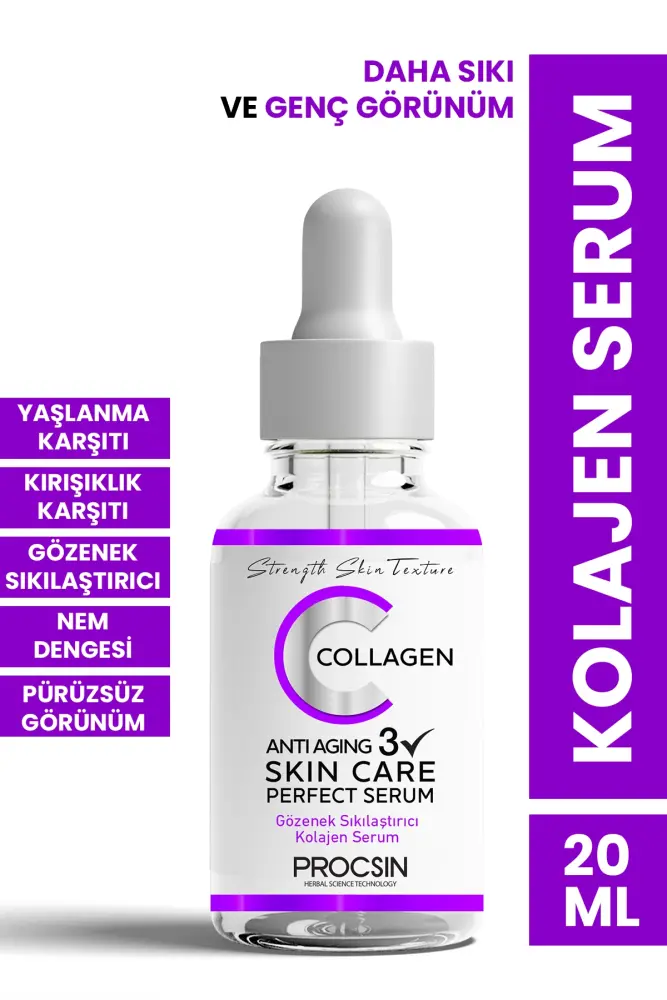 DAHA SIKI
VE GENÇ GÖRÜNÜM
KOLAJEN SERUM
20
ML
YAŞLANMA
KARŞITI
KIRIŞIKLIK
KARŞITI
GÖZENEK
SIKILAŞTIRICI
NEM
DENGESİ
PÜRÜZSÜZ
GÖRÜNÜM
Strength Skin Texture
C
COLLAGEN
ANTI AGING 3✓
SKIN CARE
PERFECT SERUM
Gözenek Sıkılaştırıcı
Kolajen Serum
PROCSIN
HERBAL SCIENCE TECHNOLOGY